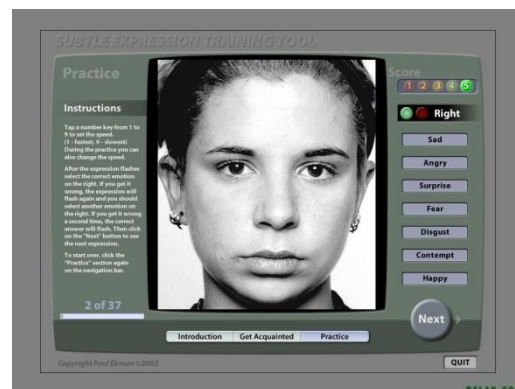 SUBTLE EXPRESSION TRAINING TOOL
Practice
Score
1 2 3 4 5
Instructions
Right
Tap a number key from 1 to
9 to set the speed.
(1 - fastest, 9 - slowest)
During the practice you can
also change the speed.
After the expression flashes
select the correct emotion
on the right. If you get it
wrong, the expression will
flash again and you should
select another emotion on
the right. If you get it wrong
a second time, the correct
answer will flash. Then click
on the "Next" button to see
the next expression.
To start over, click the
"Practice" section again
on the navigation bar.
Sad
Angry
Surprise
Fear
Disgust
Contempt
Happy
2 of 37
Next
Introduction
Get Acquainted
Practice
Copyright Paul Ekman ©2003
QUIT